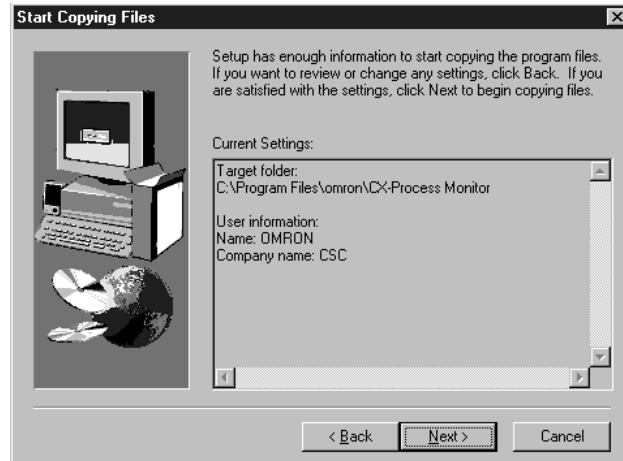 Start Copying Files
Setup has enough information to start copying the program files.
If you want to review or change any settings, click Back. If you
are satisfied with the settings, click Next to begin copying files.
Current Settings:
Target folder:
C:\Program Files\omron\CX-Process Monitor
User information:
Name: OMRON
Company name: CSC
< Back
Next >
Cancel